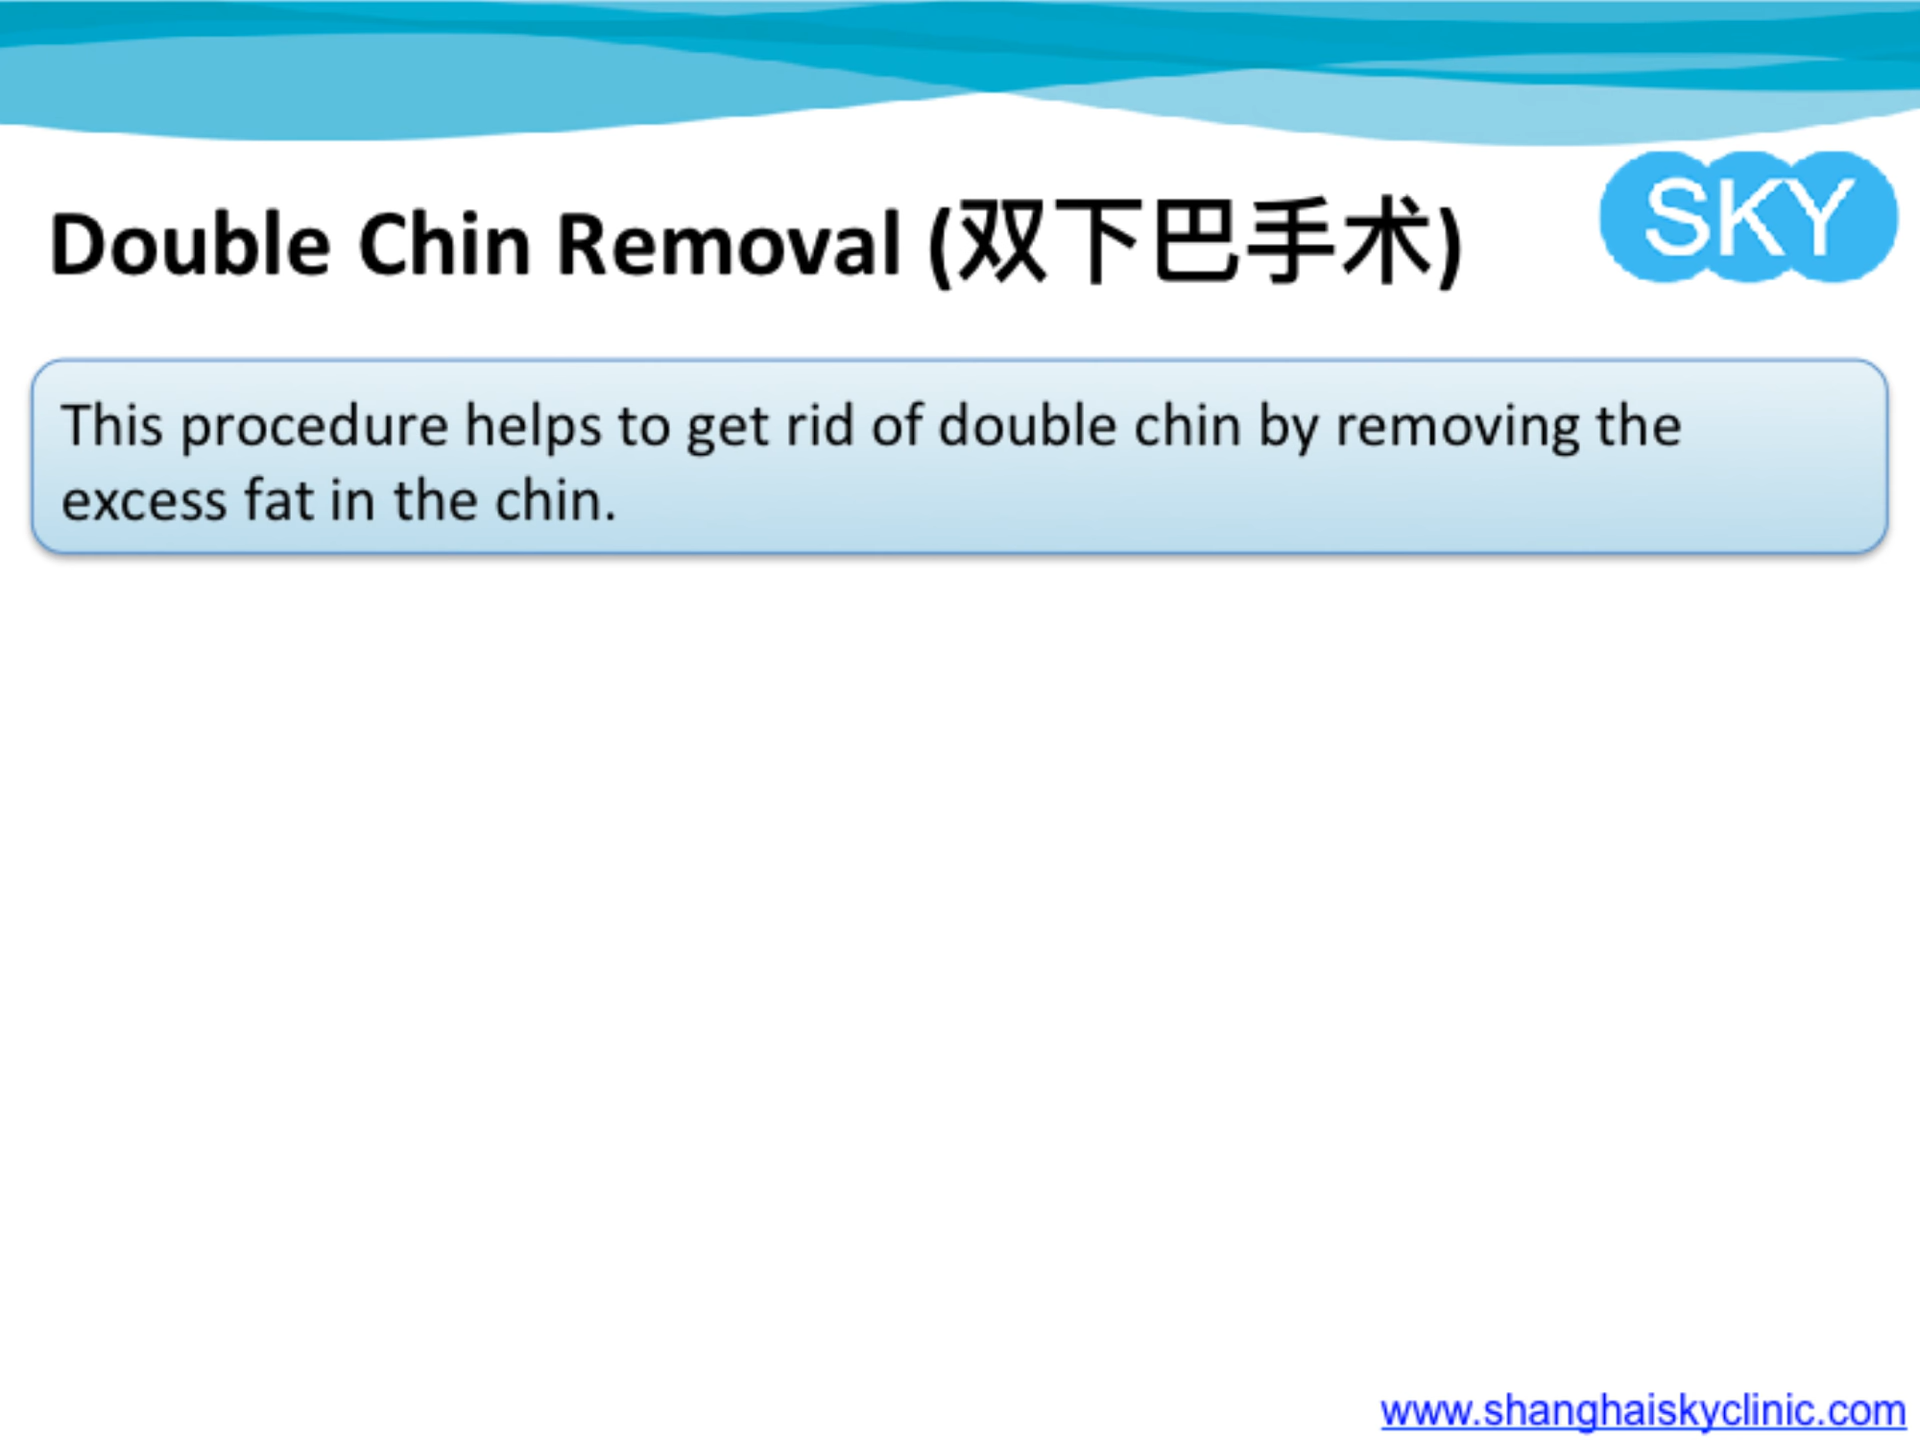 Double Chin Removal (双下巴手术)
SKY
This procedure helps to get rid of double chin by removing the
excess fat in the chin.
www.shanghaiskyclinic.com